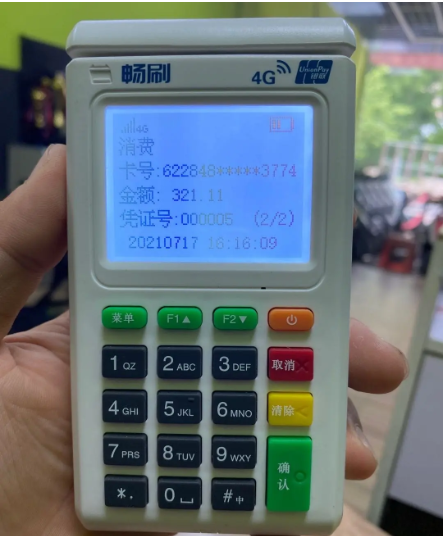 畅刷 4G UnionPay 银联
4G
消费
卡号:622848*****3774
金额: 321.11
凭证号:000005 (2/2)
20210717 16:16:09
菜单 F1▲ F2▼
1 QZ 2 ABC 3 DEF 取消
4 GHI 5 JKL 6 MNO 清除
7 PRS 8 TUV 9 WXY 确认
*. 0 #中